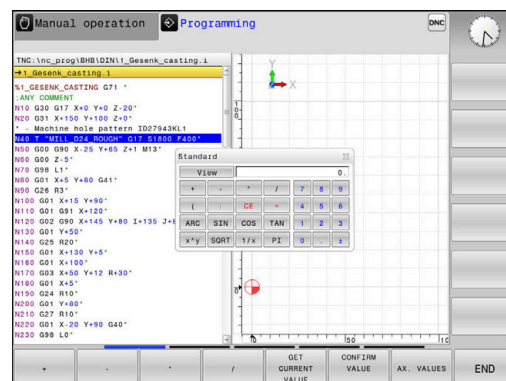 Manual operation
Programming
DNC
TNC:\nc_prog\BHB\DIN\1_Gesenk_casting.i
→1_Gesenk_casting.i
%1_GESENK_CASTING G71 *
;ANY COMMENT
N10 G30 G17 X+0 Y+0 Z-20*
N20 G31 X+150 Y+100 Z+0*
* - Machine hole pattern ID27943KL1
N40 T "MILL_D24_ROUGH" G17 S1800 F400*
N50 G00 G90 X-25 Y+65 Z+1 M13*
N60 G00 Z-5*
N70 G98 L1*
N80 G01 X+5 Y+80 G41*
N90 G26 R3*
N100 G01 X+15 Y+90*
N110 G01 G91 X+120*
N120 G02 G90 X+145 Y+80 I+135 J+8
N130 G01 Y+50*
N140 G25 R20*
N150 G01 X+130 Y+5*
N160 G01 X+100*
N170 G03 X+50 Y+12 R+30*
N180 G01 X+5*
N190 G24 R10*
N200 G01 Y+80*
N210 G27 R10*
N220 G01 X-20 Y+90 G40*
N230 G98 L0*
Y
X
100
0
0
50
10
Standard
View
0.
+ - * / 7 8 9
( ) CE = 4 5 6
ARC SIN COS TAN 1 2 3
x^y SQRT 1/x PI 0 . ±
+
-
*
/
GET CURRENT VALUE
CONFIRM VALUE
AX. VALUES
END